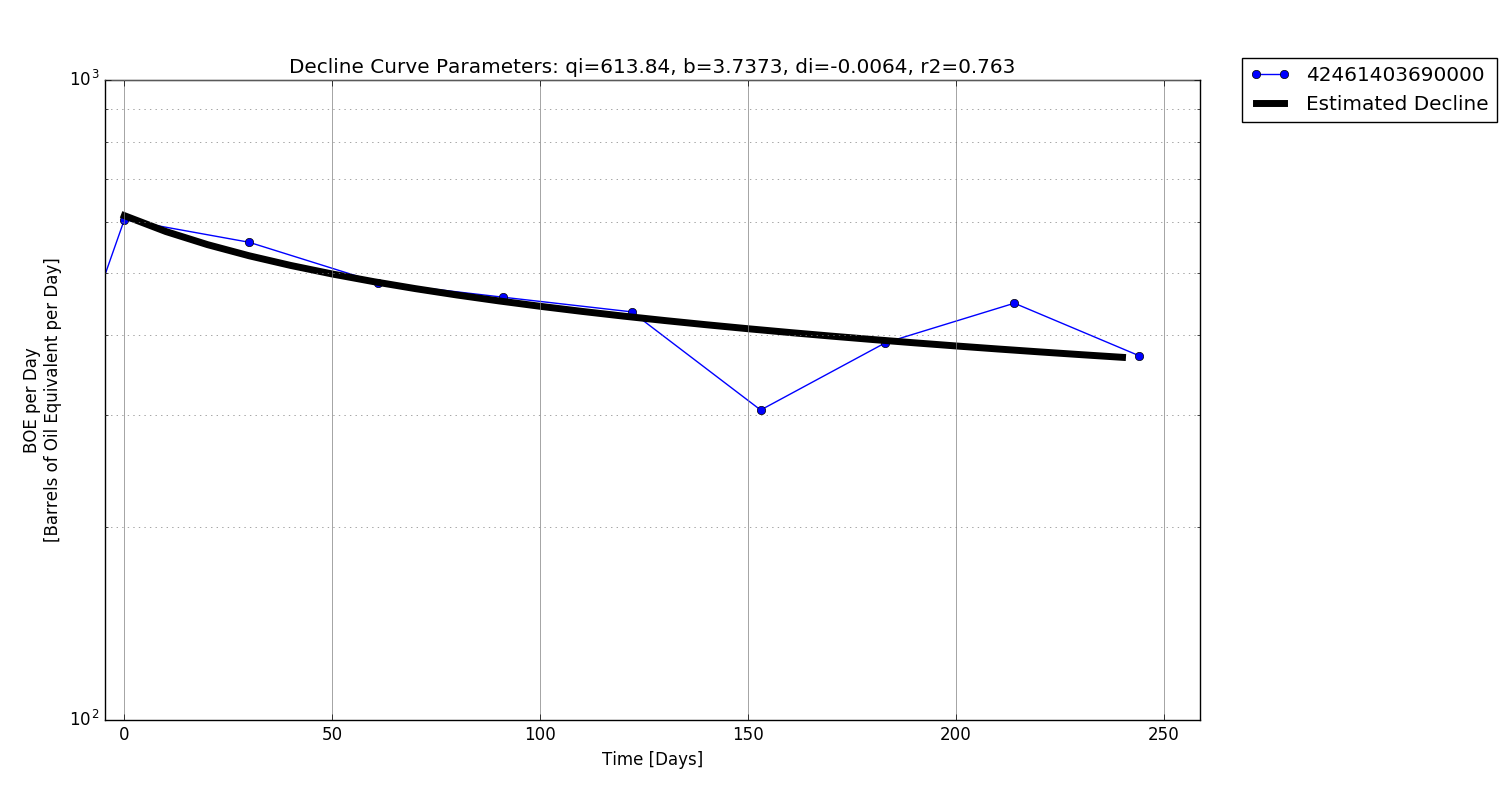 Decline Curve Parameters: qi=613.84, b=3.7373, di=-0.0064, r2=0.763
42461403690000
Estimated Decline
10^3
10^2
BOE per Day
[Barrels of Oil Equivalent per Day]
0 50 100 150 200 250
Time [Days]